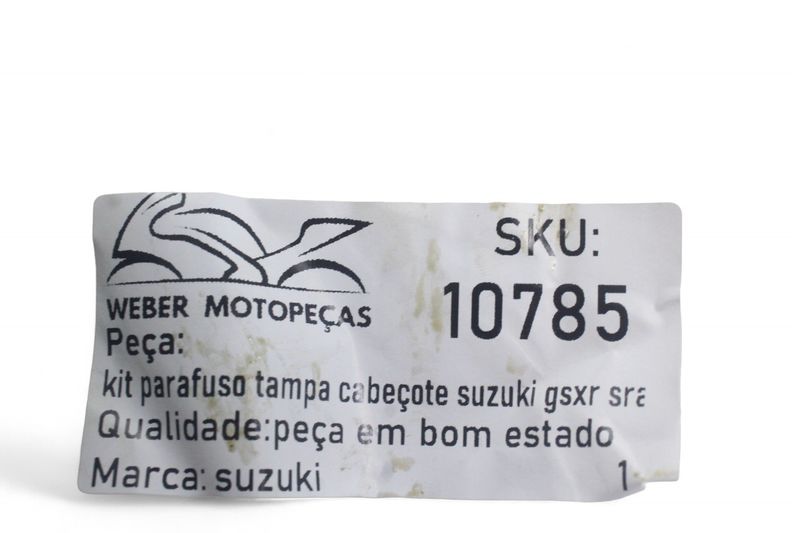 WEBER MOTOPEÇAS
SKU:
10785
Peça:
kit parafuso tampa cabeçote suzuki gsxr sra
Qualidade:peça em bom estado
Marca: suzuki
1